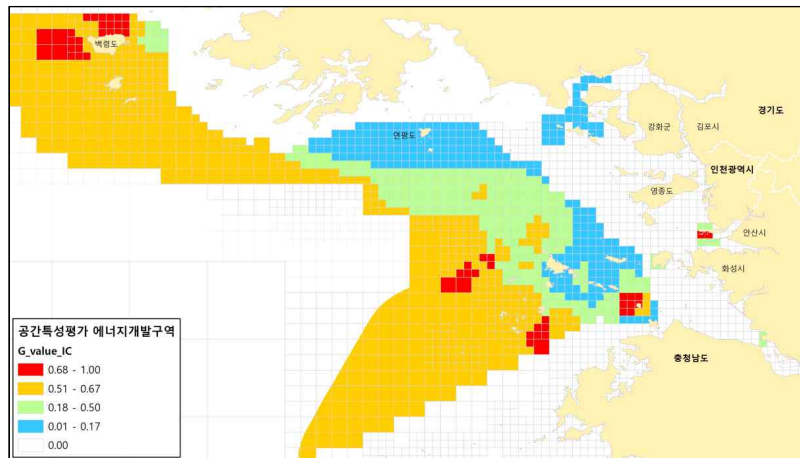 백령도
연평도
강화군
김포시
경기도
인천광역시
영종도
안산시
화성시
충청남도
공간특성평가 에너지개발구역
G_value_IC
0.68 - 1.00
0.51 - 0.67
0.18 - 0.50
0.01 - 0.17
0.00